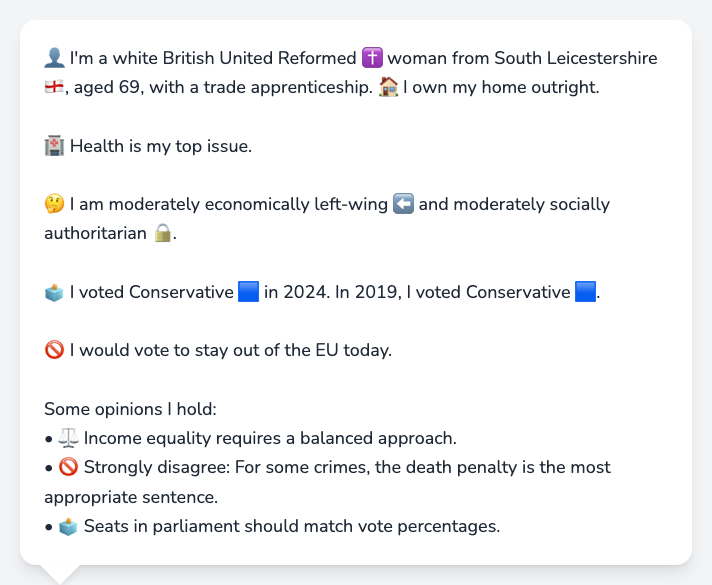 👤 I'm a white British United Reformed ✝️ woman from South Leicestershire
🏴󠁧󠁢󠁥󠁮󠁧󠁿, aged 69, with a trade apprenticeship. 🏠 I own my home outright.
🏥 Health is my top issue.
🤔 I am moderately economically left-wing ⬅️ and moderately socially
authoritarian 🔒.
🗳️ I voted Conservative 🟦 in 2024. In 2019, I voted Conservative 🟦.
🚫 I would vote to stay out of the EU today.
Some opinions I hold:
• ⚖️ Income equality requires a balanced approach.
• 🚫 Strongly disagree: For some crimes, the death penalty is the most
appropriate sentence.
• 🗳️ Seats in parliament should match vote percentages.